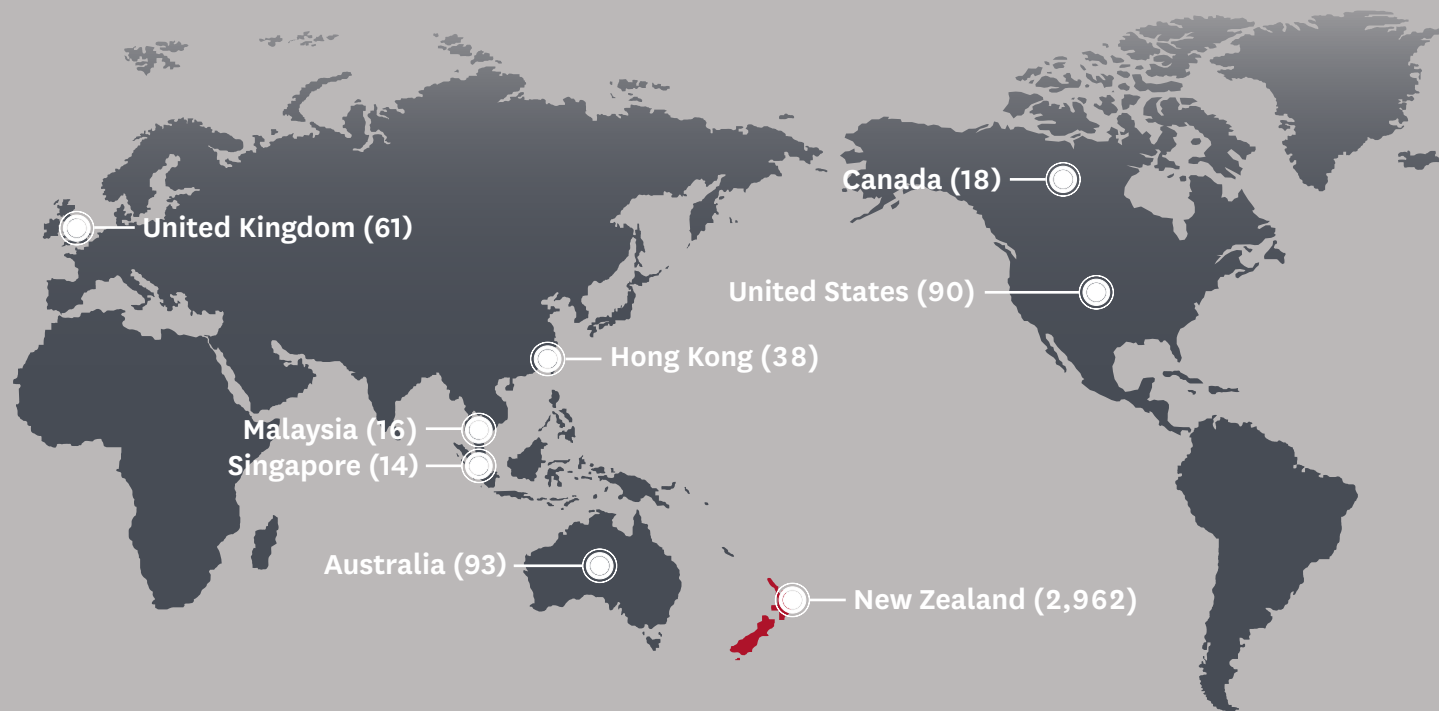 Canada (18)
United Kingdom (61)
United States (90)
Hong Kong (38)
Malaysia (16)
Singapore (14)
Australia (93)
New Zealand (2,962)